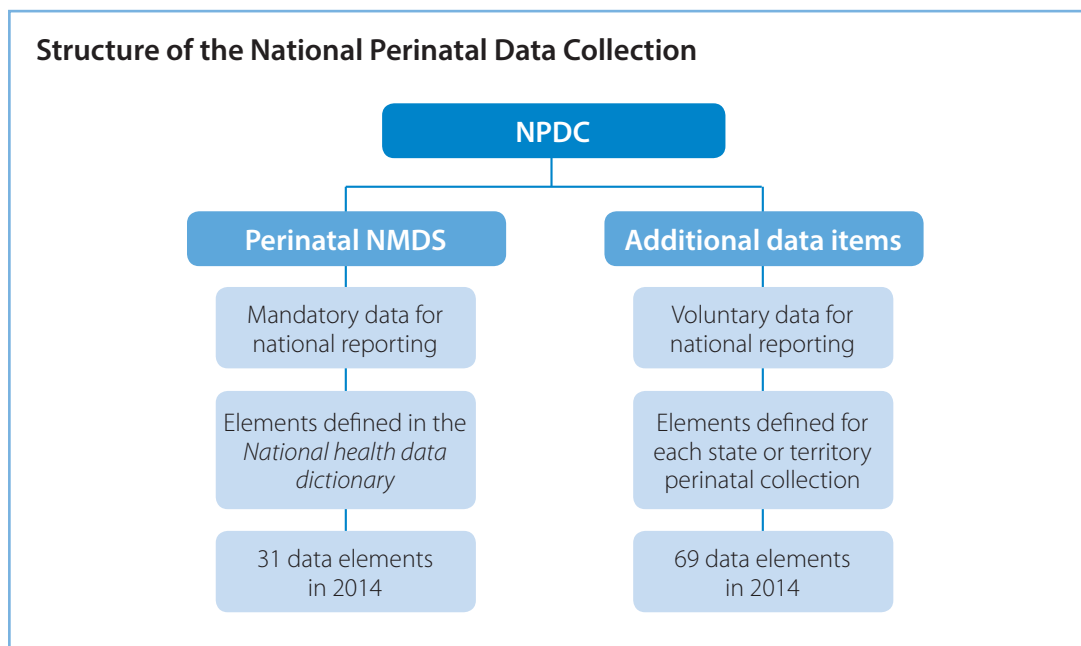 Structure of the National Perinatal Data Collection
NPDC
Perinatal NMDS
Mandatory data for
national reporting
Elements defined in the
National health data
dictionary
31 data elements
in 2014
Additional data items
Voluntary data for
national reporting
Elements defined for
each state or territory
perinatal collection
69 data elements
in 2014